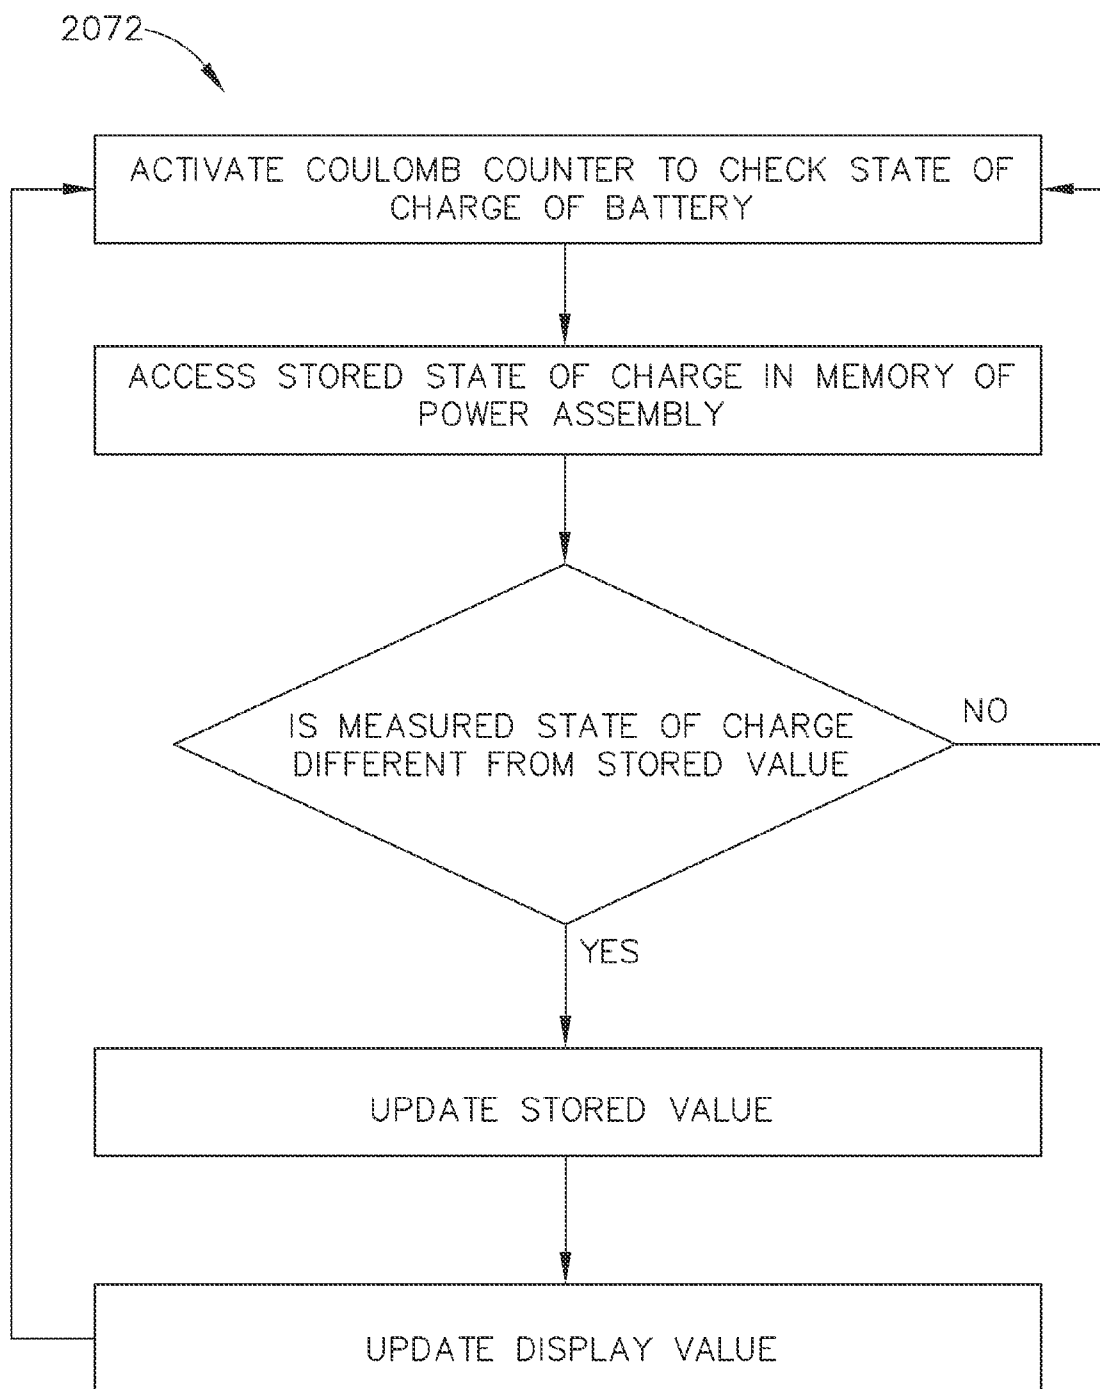 2072
ACTIVATE COULOMB COUNTER TO CHECK STATE OF
CHARGE OF BATTERY
ACCESS STORED STATE OF CHARGE IN MEMORY OF
POWER ASSEMBLY
IS MEASURED STATE OF CHARGE
DIFFERENT FROM STORED VALUE
NO
YES
UPDATE STORED VALUE
UPDATE DISPLAY VALUE